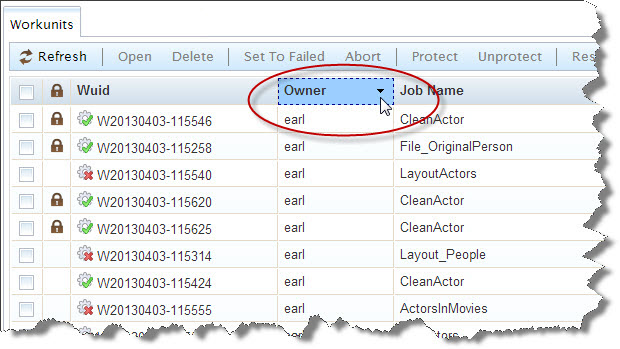 Workunits
Refresh Open Delete Set To Failed Abort Protect Unprotect
Wuid Owner Job Name
W20130403-115546 earl CleanActor
W20130403-115258 earl File_OriginalPerson
W20130403-115540 earl LayoutActors
W20130403-115620 earl CleanActor
W20130403-115625 earl CleanActor
W20130403-115314 earl Layout_People
W20130403-115424 earl CleanActor
W20130403-115555 earl ActorsInMovies